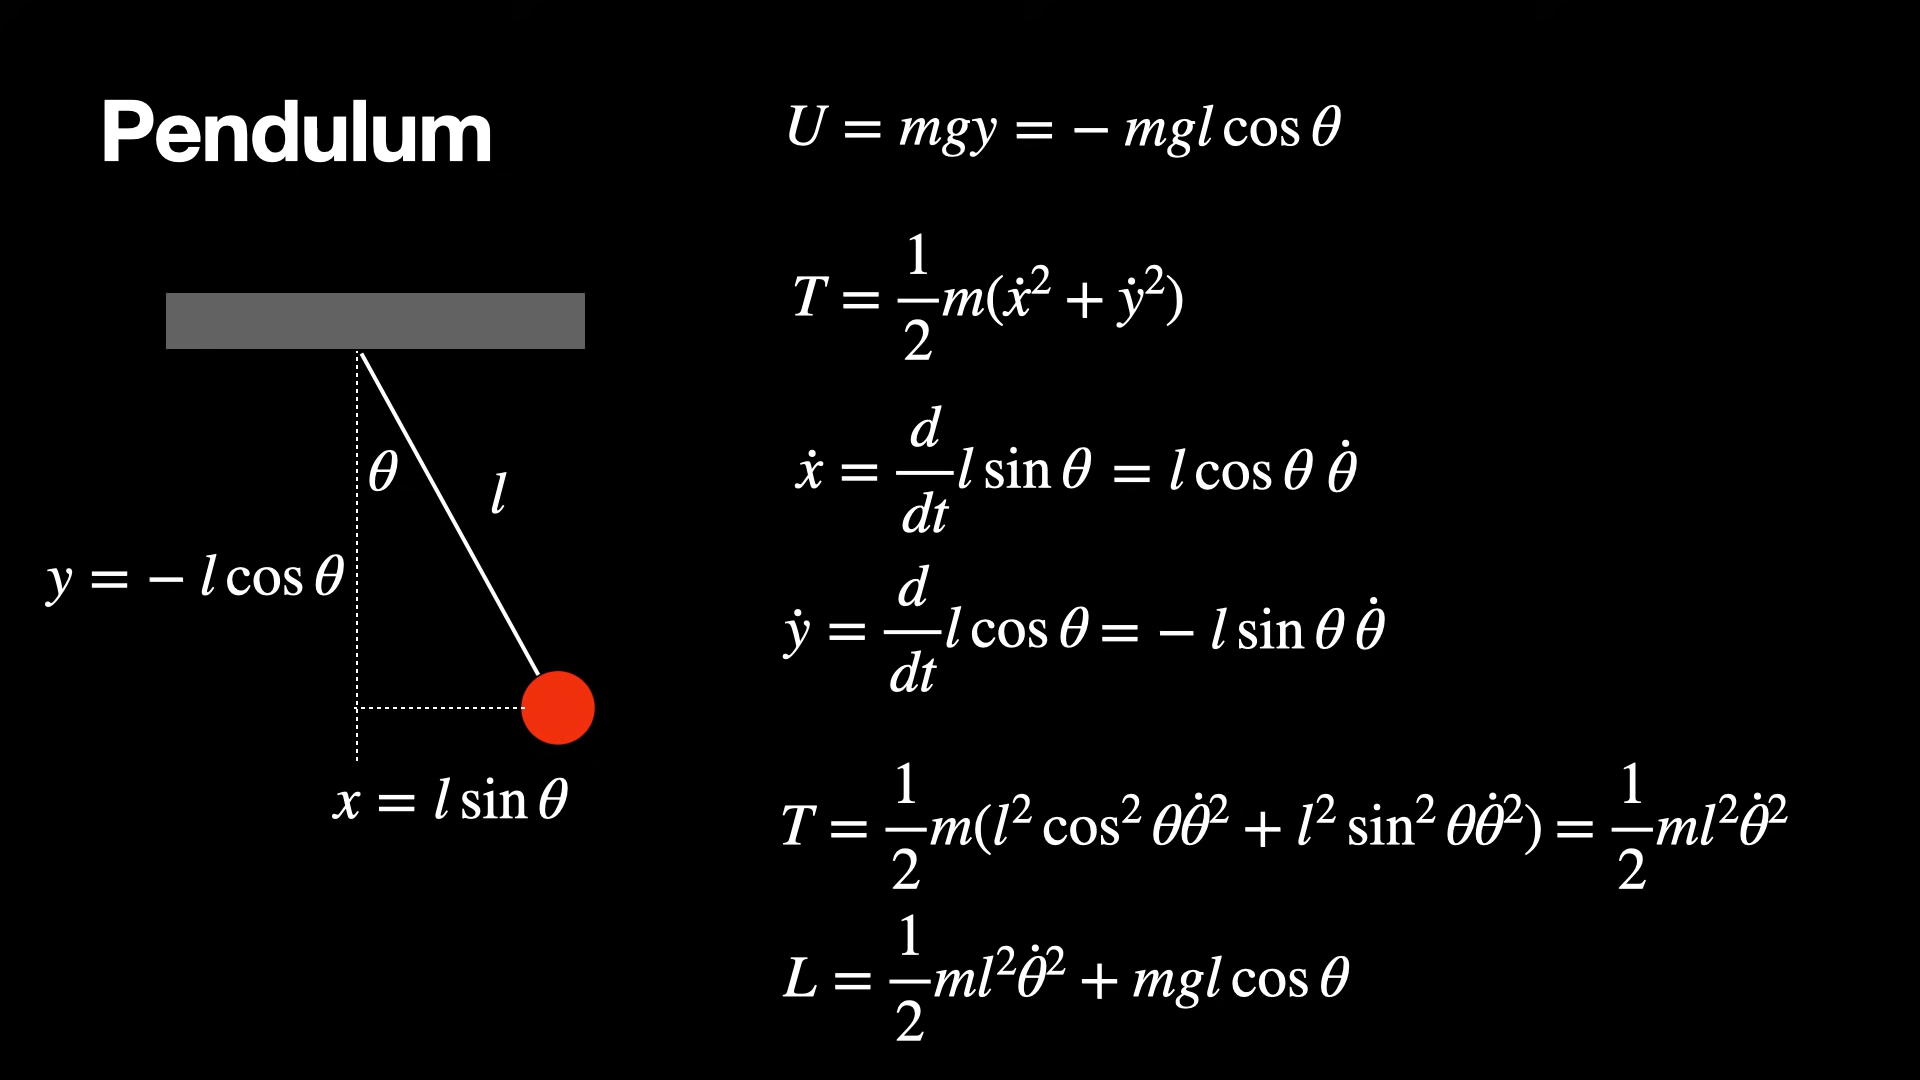 Pendulum
θ
l
y = − l cos θ
x = l sin θ
U = mgy = − mgl cos θ
T = 1/2 m(ẋ² + ẏ²)
ẋ = d/dt l sin θ = l cos θ θ̇
ẏ = d/dt l cos θ = − l sin θ θ̇
T = 1/2 m(l² cos² θθ̇² + l² sin² θθ̇²) = 1/2 ml²θ̇²
L = 1/2 ml²θ̇² + mgl cos θ